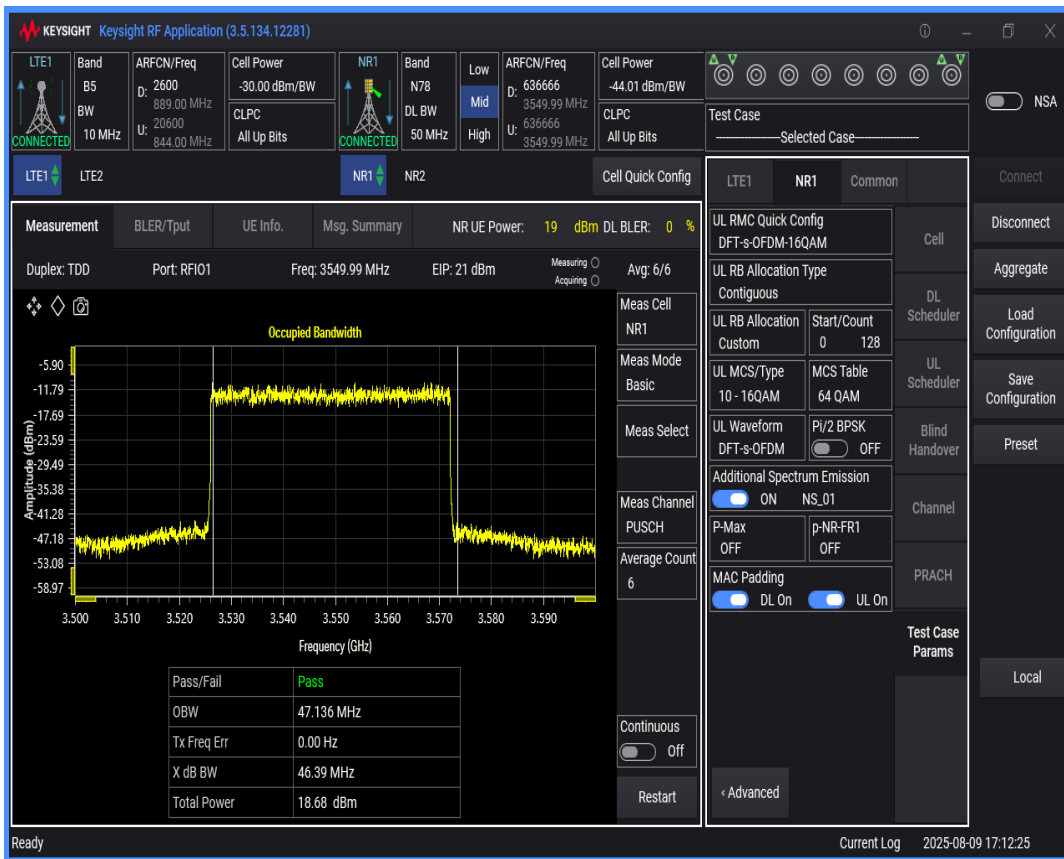 KEYSIGHT Keysight RF Application (3.5.134.12281)
LTE1
CONNECTED
Band
B5
BW
10 MHz
ARFCN/Freq
D: 2600
889.00 MHz
U: 20600
844.00 MHz
Cell Power
-30.00 dBm/BW
CLPC
All Up Bits
NR1
CONNECTED
Band
N78
DL BW
50 MHz
Low
Mid
High
ARFCN/Freq
D: 636666
3549.99 MHz
U: 636666
3549.99 MHz
Cell Power
-44.01 dBm/BW
CLPC
All Up Bits
Test Case
Selected Case
NSA
LTE1 LTE2 NR1 NR2 Cell Quick Config
Measurement BLER/Tput UE Info. Msg. Summary NR UE Power: 19 dBm DL BLER: 0 %
Duplex: TDD Port: RFIO1 Freq: 3549.99 MHz EIP: 21 dBm Measuring Avg: 6/6
Acquiring
Occupied Bandwidth
Amplitude (dBm)
-5.90
-11.79
-17.69
-23.59
-29.49
-35.38
-41.28
-47.18
-53.08
-58.97
3.500 3.510 3.520 3.530 3.540 3.550 3.560 3.570 3.580 3.590
Frequency (GHz)
Pass/Fail Pass
OBW 47.136 MHz
Tx Freq Err 0.00 Hz
X dB BW 46.39 MHz
Total Power 18.68 dBm
Meas Cell
NR1
Meas Mode
Basic
Meas Select
Meas Channel
PUSCH
Average Count
6
Continuous
Off
Restart
LTE1 NR1 Common
UL RMC Quick Config
DFT-s-OFDM-16QAM
UL RB Allocation Type
Contiguous
UL RB Allocation
Custom
Start/Count
0 128
UL MCS/Type
10 - 16QAM
MCS Table
64 QAM
UL Waveform
DFT-s-OFDM
Pi/2 BPSK
OFF
Additional Spectrum Emission
ON NS_01
P-Max
OFF
p-NR-FR1
OFF
MAC Padding
DL On UL On
‹ Advanced
Cell
DL
Scheduler
UL
Scheduler
Blind
Handover
Channel
PRACH
Test Case
Params
Connect
Disconnect
Aggregate
Load
Configuration
Save
Configuration
Preset
Local
Ready Current Log 2025-08-09 17:12:25